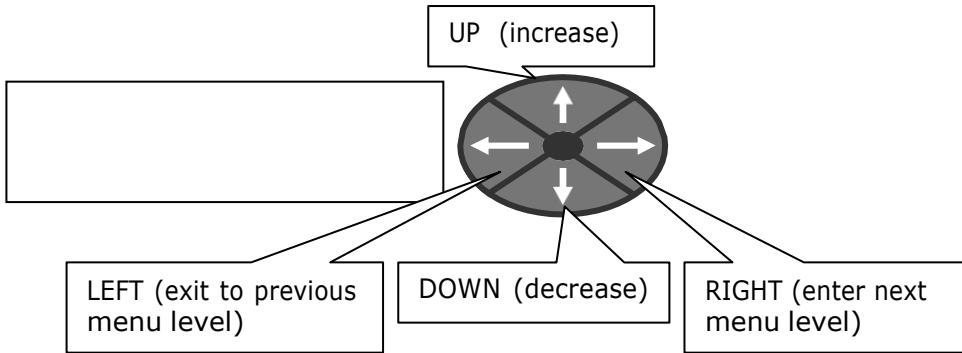 UP (increase)
LEFT (exit to previous
menu level)
DOWN (decrease)
RIGHT (enter next
menu level)